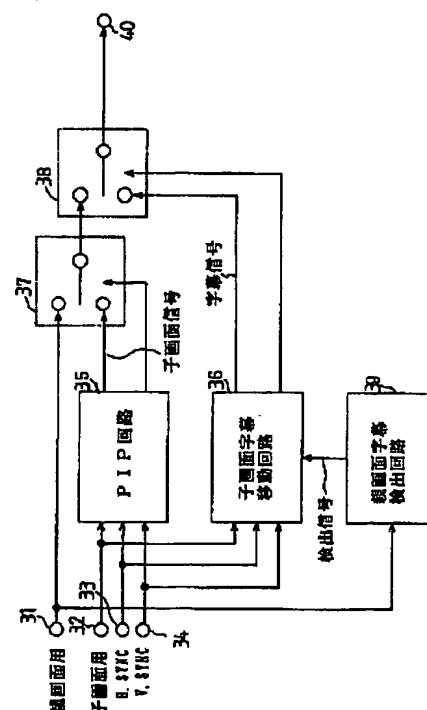 31
親画面用
32
子画面用
33
H. SYNC
34
V. SYNC
35
PIP回路
36
子画面字幕
移動回路
39
親画面字幕
検出回路
検出信号
子画面信号
字幕信号
37
38
40